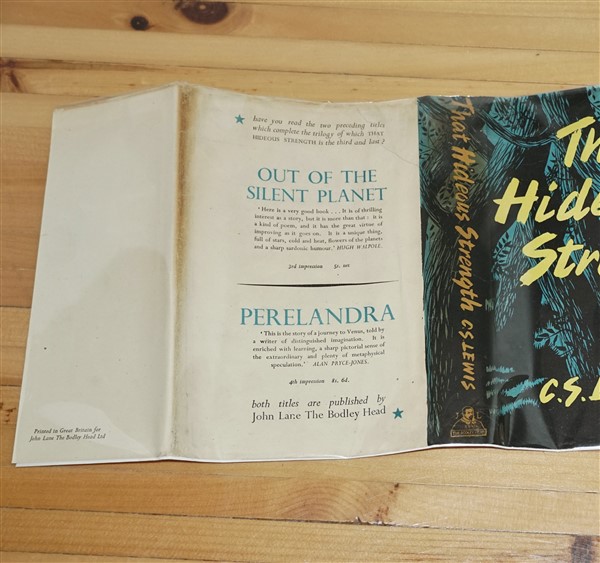 have you read the two preceding titles
which complete the trilogy of which THAT
HIDEOUS STRENGTH is the third and last?
OUT OF THE
SILENT PLANET
'Here is a very good book . . . It is of thrilling
interest as a story, but it is more than that : it is
a kind of poem, and it has the great virtue of
improving as it goes on. It is a unique thing,
full of stars, cold and heat, flowers of the planets
and a sharp sardonic humour.' HUGH WALPOLE.
3rd impression 5s. net
PERELANDRA
'This is the story of a journey to Venus, told by
a writer of distinguished imagination. It is
enriched with learning, a sharp pictorial sense of
the extraordinary and plenty of metaphysical
speculation.' ALAN PRYCE-JONES.
4th impression 8s. 6d.
both titles are published by
John Lane The Bodley Head
Printed in Great Britain for
John Lane The Bodley Head Ltd
That Hideous Strength C.S. LEWIS
Th
Hide
Str
C.S.